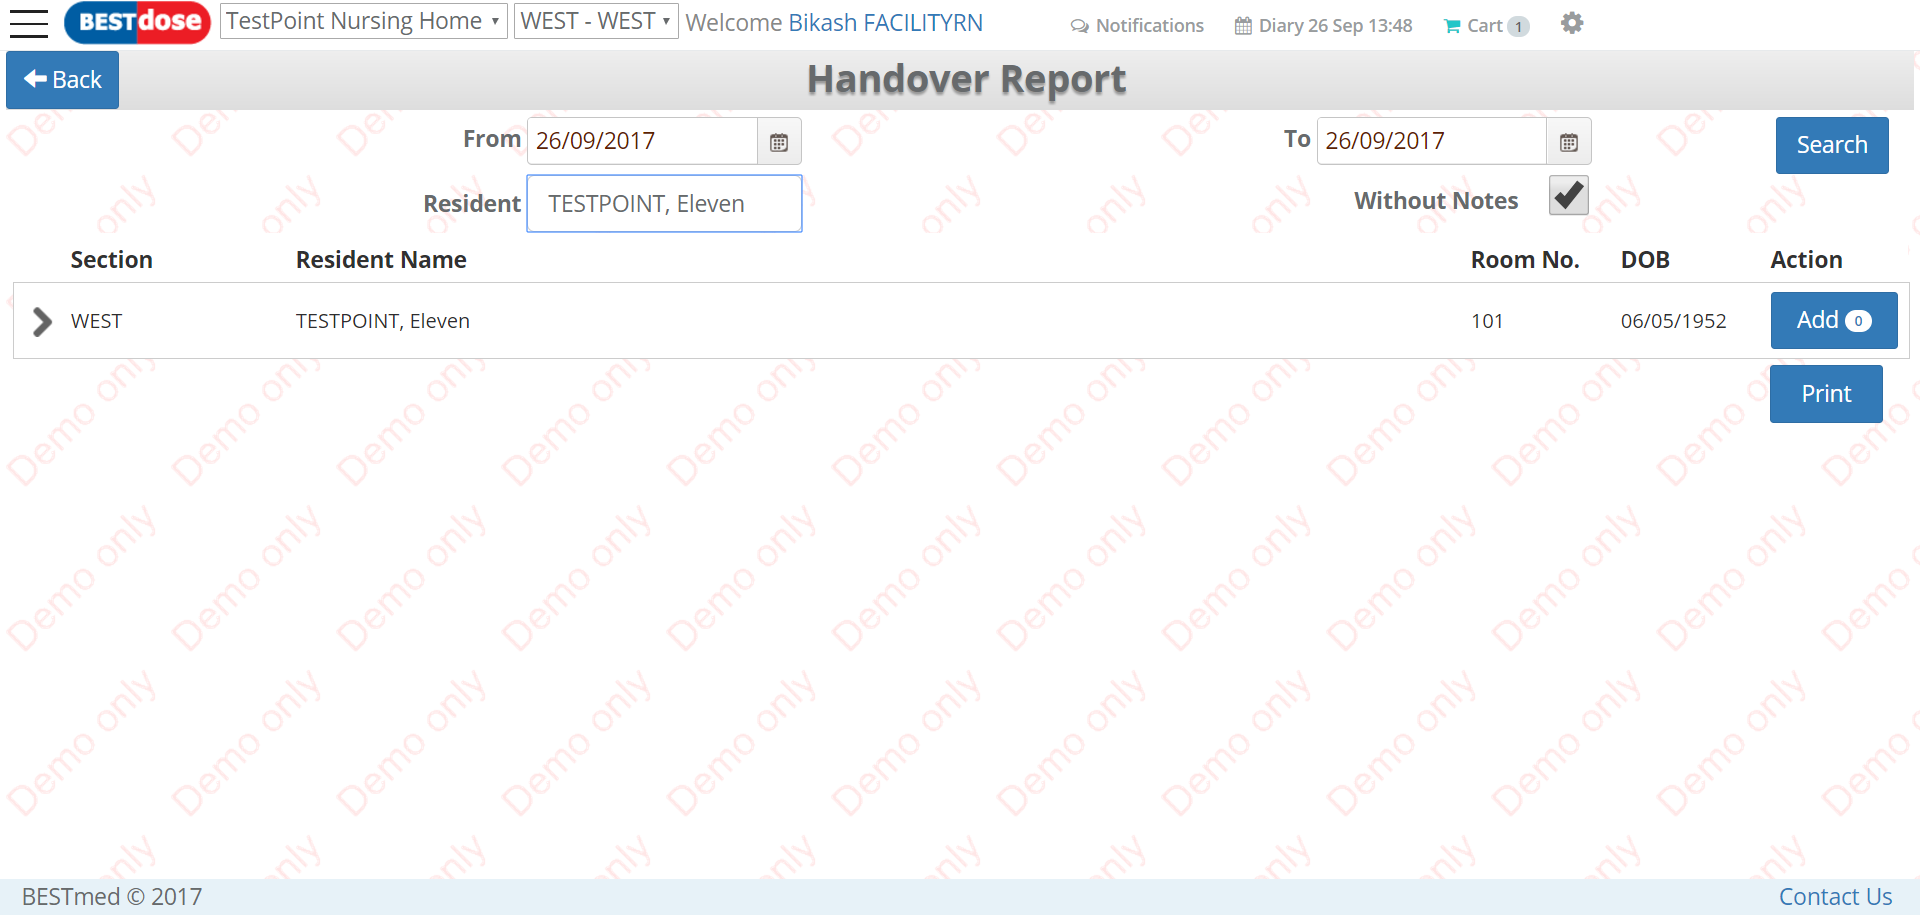 BESTdose TestPoint Nursing Home WEST - WEST Welcome Bikash FACILITYRN Notifications Diary 26 Sep 13:48 Cart 1
Back Handover Report
From 26/09/2017 To 26/09/2017 Search
Resident TESTPOINT, Eleven Without Notes
Section Resident Name Room No. DOB Action
WEST TESTPOINT, Eleven 101 06/05/1952 Add 0
Print
Demo only
BESTmed © 2017 Contact Us